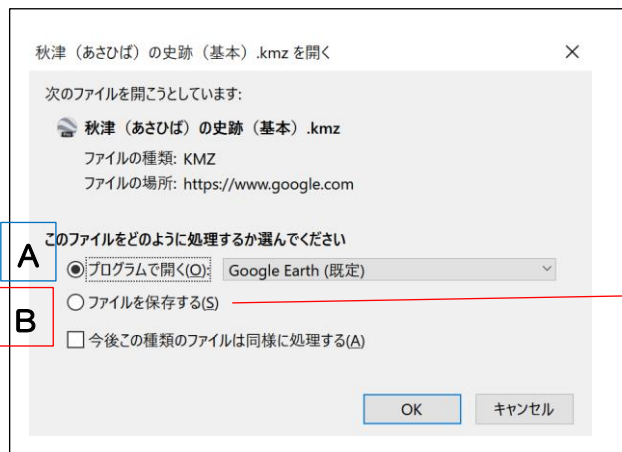 秋津（あさひば）の史跡（基本）.kmz を開く
次のファイルを開こうとしています:
秋津（あさひば）の史跡（基本）.kmz
ファイルの種類: KMZ
ファイルの場所: https://www.google.com
このファイルをどのように処理するか選んでください
A
プログラムで開く(O): Google Earth (既定)
B
ファイルを保存する(S)
今後この種類のファイルは同様に処理する(A)
OK キャンセル